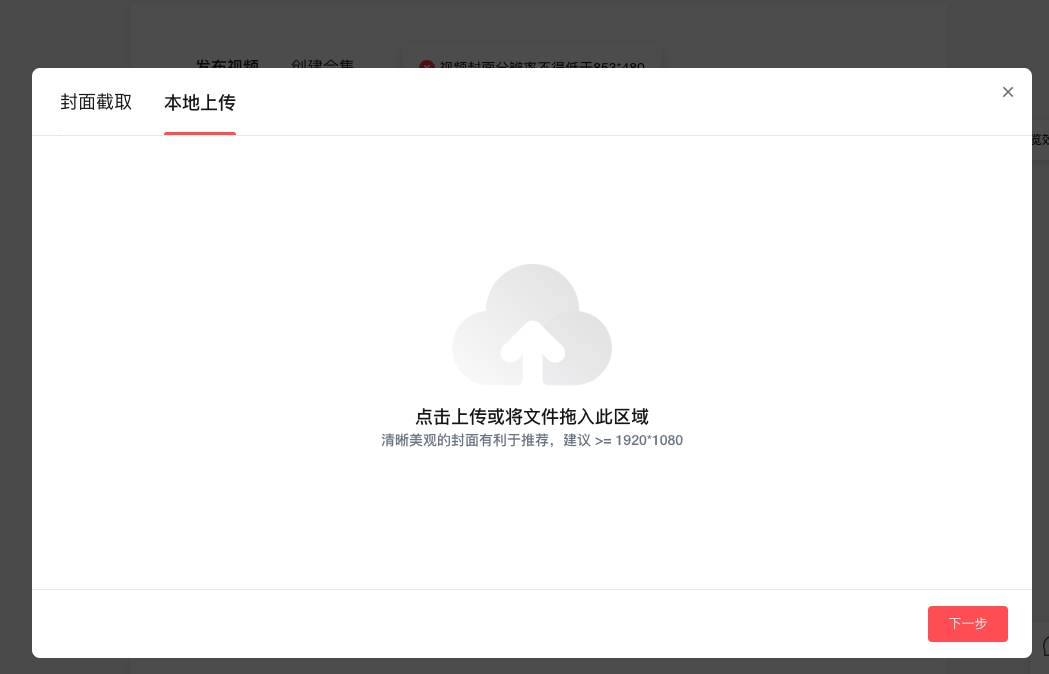 发布视频 创建合集 视频封面分辨率不得低于853*480
封面截取 本地上传
点击上传或将文件拖入此区域
清晰美观的封面有利于推荐，建议 >= 1920*1080
下一步